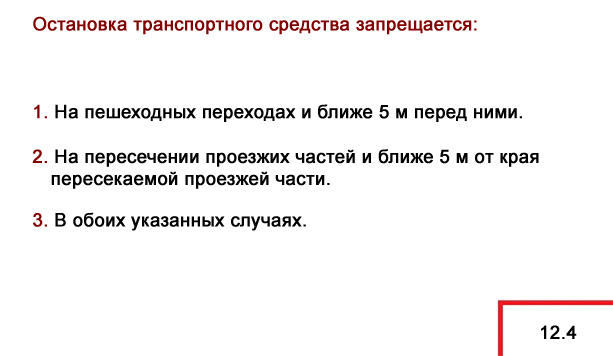 Остановка транспортного средства запрещается:
1. На пешеходных переходах и ближе 5 м перед ними.
2. На пересечении проезжих частей и ближе 5 м от края
пересекаемой проезжей части.
3. В обоих указанных случаях.
12.4